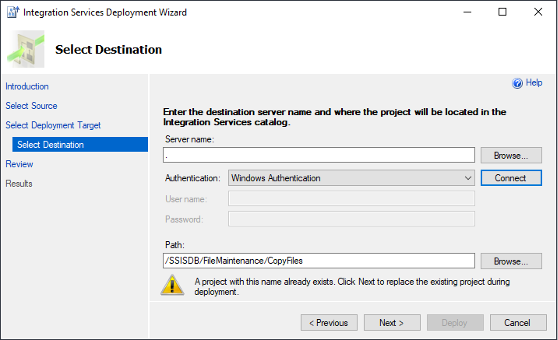 Integration Services Deployment Wizard
Select Destination
Help
Introduction
Select Source
Select Deployment Target
Select Destination
Review
Results
Enter the destination server name and where the project will be located in the
Integration Services catalog.
Server name:
.
Browse...
Authentication:
Windows Authentication
Connect
User name:
Password:
Path:
/SSISDB/FileMaintenance/CopyFiles
Browse...
A project with this name already exists. Click Next to replace the existing project during
deployment.
< Previous
Next >
Deploy
Cancel